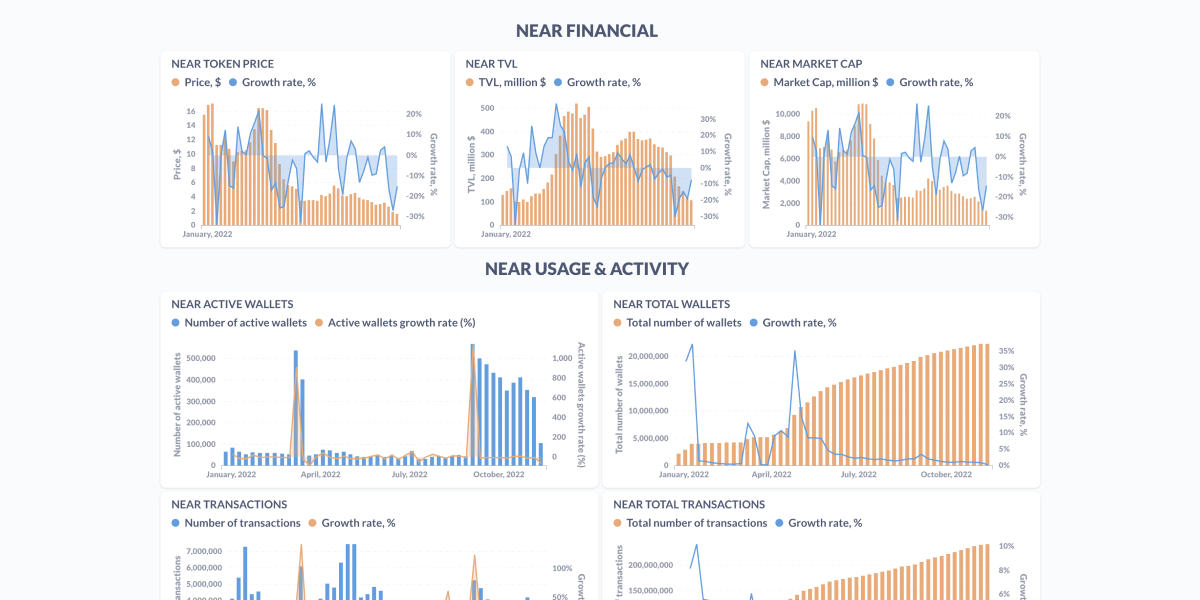 NEAR FINANCIAL
NEAR TOKEN PRICE
Price, $ Growth rate, %
16
14
12
10
8
6
4
2
0
Price, $
20%
10%
0%
-10%
-20%
-30%
Growth rate, %
January, 2022
NEAR TVL
TVL, million $ Growth rate, %
500
400
300
200
100
0
TVL, million $
30%
20%
10%
0%
-10%
-20%
-30%
Growth rate, %
January, 2022
NEAR MARKET CAP
Market Cap, million $ Growth rate, %
10,000
8,000
6,000
4,000
2,000
0
Market Cap, million $
20%
10%
0%
-10%
-20%
-30%
Growth rate, %
January, 2022
NEAR USAGE & ACTIVITY
NEAR ACTIVE WALLETS
Number of active wallets Active wallets growth rate (%)
500,000
400,000
300,000
200,000
100,000
0
Number of active wallets
1,000
800
600
400
200
0
Active wallets growth rate (%)
January, 2022 April, 2022 July, 2022 October, 2022
NEAR TOTAL WALLETS
Total number of wallets Growth rate, %
20,000,000
15,000,000
10,000,000
5,000,000
0
Total number of wallets
35%
30%
25%
20%
15%
10%
5%
0%
Growth rate, %
January, 2022 April, 2022 July, 2022 October, 2022
NEAR TRANSACTIONS
Number of transactions Growth rate, %
7,000,000
6,000,000
5,000,000
4,000,000
100%
50%
NEAR TOTAL TRANSACTIONS
Total number of transactions Growth rate, %
200,000,000
150,000,000
transactions
10%
8%
6%